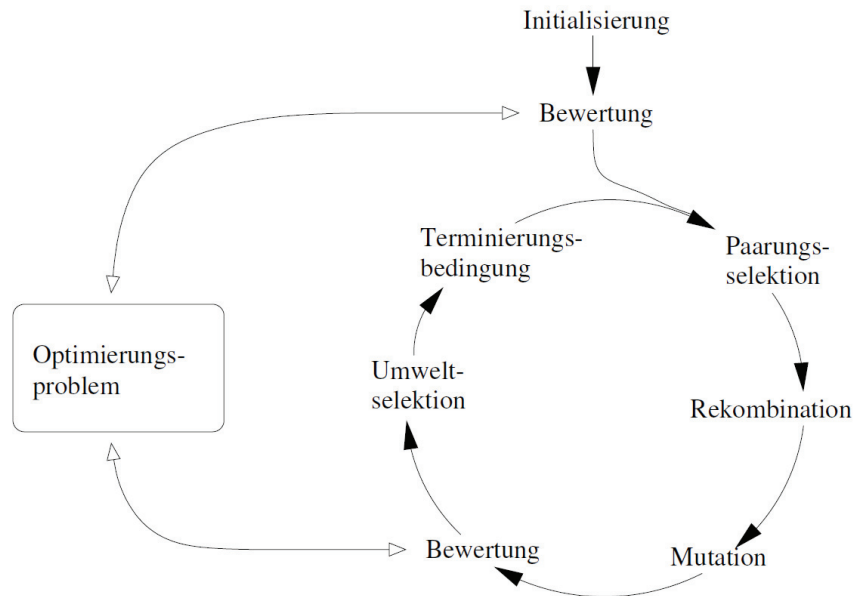 Initialisierung
Bewertung
Terminierungs-
bedingung
Paarungs-
selektion
Optimierungs-
problem
Umwelt-
selektion
Rekombination
Bewertung
Mutation